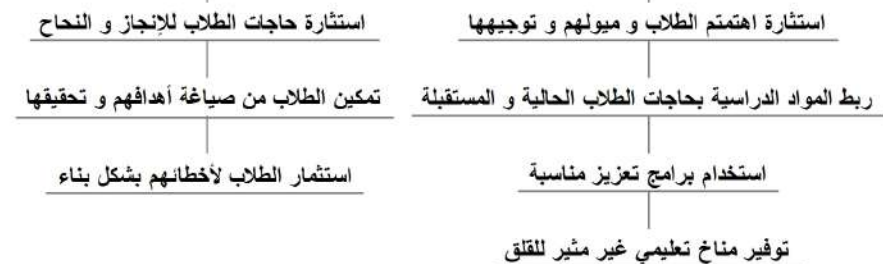 استثارة اهتمتم الطلاب و ميولهم و توجيهها
ربط المواد الدراسية بحاجات الطلاب الحالية و المستقبلة
استخدام برامج تعزيز مناسبة
توفير مناخ تعليمي غير مثير للقلق
استثارة حاجات الطلاب للإنجاز و النحاح
تمكين الطلاب من صياغة أهدافهم و تحقيقها
استثمار الطلاب لأخطائهم بشكل بناء